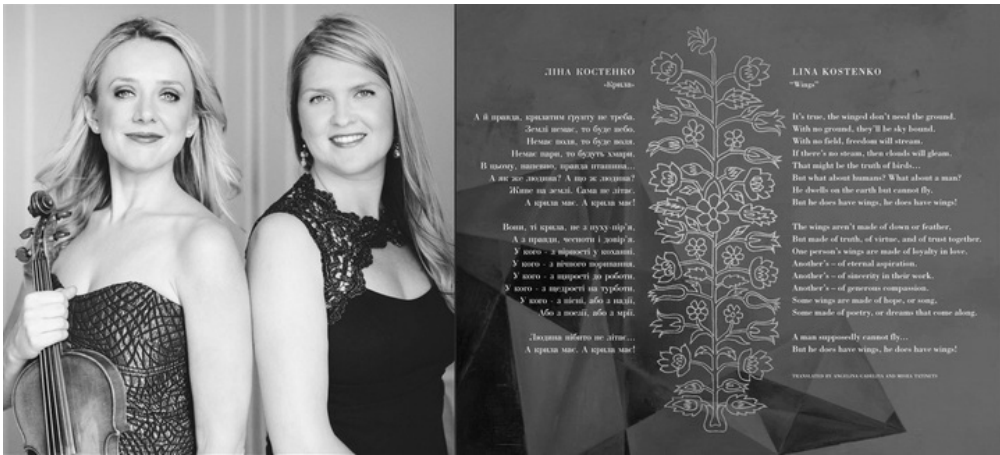 ЛІНА КОСТЕНКО
«Крила»
А й правда, крилатим ґрунту не треба.
Землі немає, то буде небо.
Немає поля, то буде воля.
Немає пари, то будуть хмари.
В цьому, напевно, правда пташина...
А як же людина? А що ж людина?
Живе на землі. Сама не літає.
А крила має. А крила має!
Вони, ті крила, не з пуху-пір'я,
А з правди, чесноти і довір'я.
У кого - з вірності у коханні.
У кого - з вічного поривання.
У кого - з щирості до роботи.
У кого - з щедрості на турботи.
У кого - з пісні, або з надії,
Або з поезії, або з мрії.
Людина нібито не літає...
А крила має. А крила має!
LINA KOSTENKO
"Wings"
It's true, the winged don't need the ground.
With no ground, they'll be sky bound.
With no field, freedom will stream.
If there's no steam, then clouds will gleam.
That might be the truth of birds...
But what about humans? What about a man?
He dwells on the earth but cannot fly.
But he does have wings, he does have wings!
The wings aren't made of down or feather,
But made of truth, of virtue, and of trust together.
One person's wings are made of loyalty in love.
Another's – of eternal aspiration.
Another's – of sincerity in their work.
Another's – of generous compassion.
Some wings are made of hope, or song,
Some made of poetry, or dreams that come along.
A man supposedly cannot fly...
But he does have wings, he does have wings!
TRANSLATED BY ANGELINA GADELIYA AND